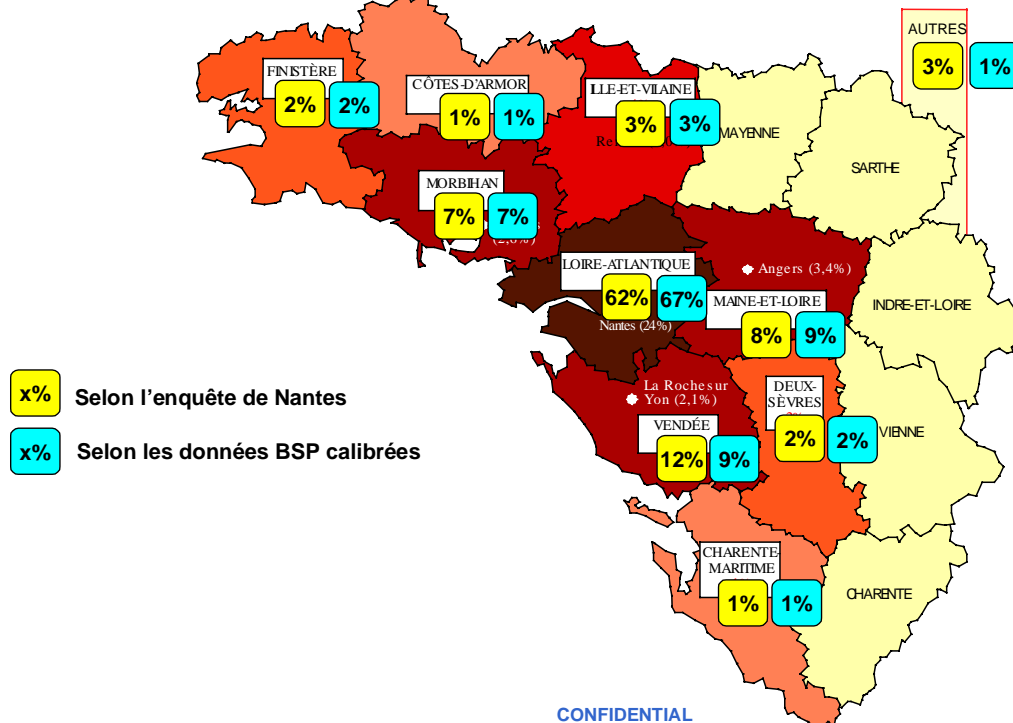 AUTRES
3% 1%
FINISTÈRE
2% 2%
CÔTES-D'ARMOR
1% 1%
ILLE-ET-VILAINE
3% 3%
MAYENNE
SARTHE
MORBIHAN
7% 7%
LOIRE-ATLANTIQUE
62% 67%
Nantes (24%)
Angers (3,4%)
MAINE-ET-LOIRE
8% 9%
INDRE-ET-LOIRE
x% Selon l'enquête de Nantes
x% Selon les données BSP calibrées
La Roche sur
Yon (2,1%)
VENDÉE
12% 9%
DEUX-
SÈVRES
2% 2%
VIENNE
CHARENTE-
MARITIME
1% 1%
CHARENTE
CONFIDENTIAL